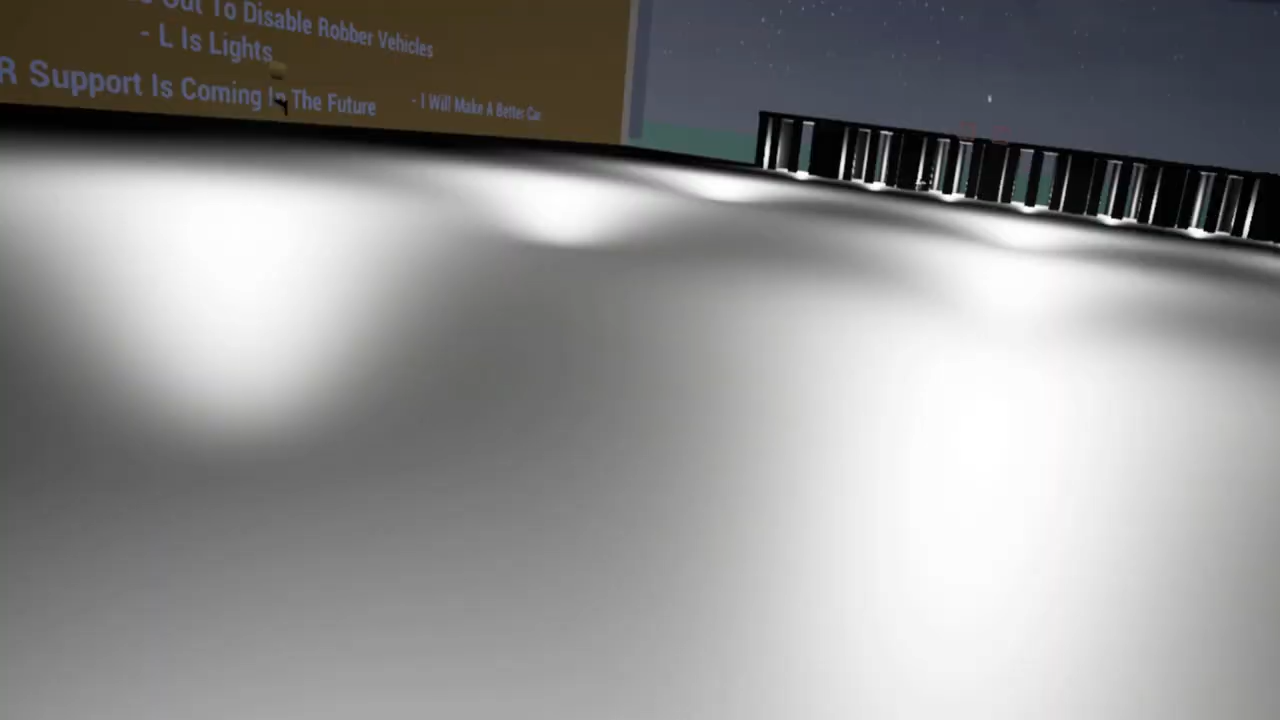 Out To Disable Robber Vehicles
- L Is Lights
R Support Is Coming In The Future
- I Will Make A Better Car